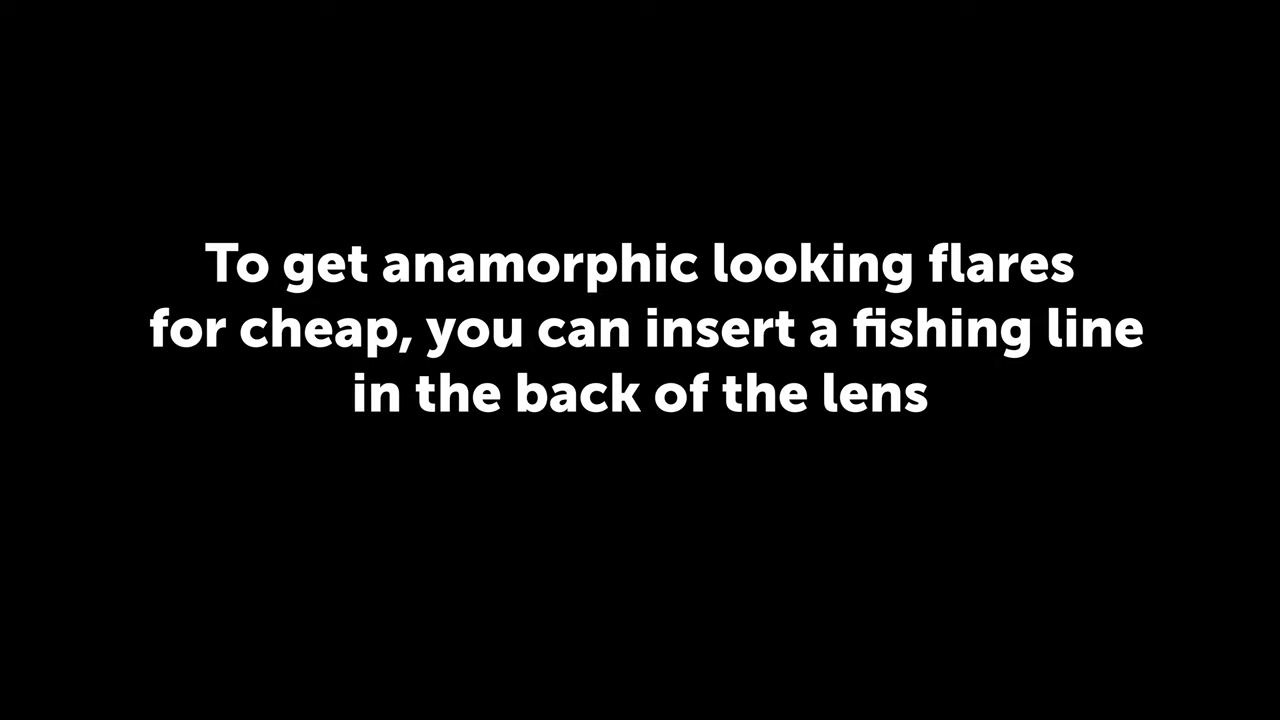 To get anamorphic looking flares
for cheap, you can insert a fishing line
in the back of the lens